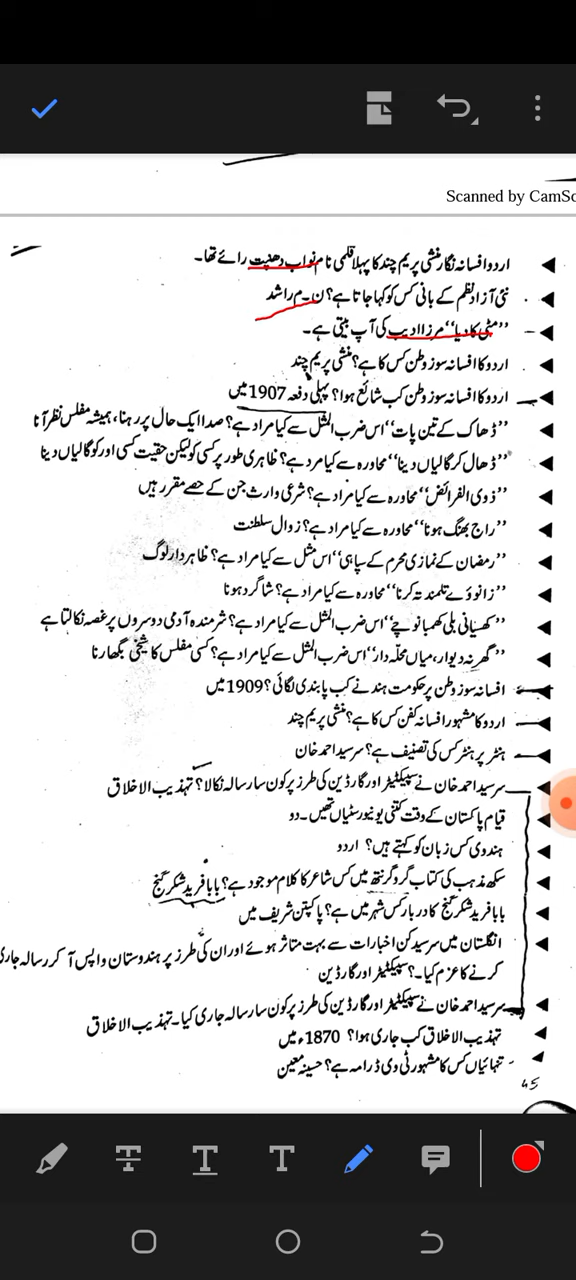 Scanned by CamSc
اردو افسانہ نگار منشی پریم چند کا پہلا قلمی نام نواب دھنپت رائے تھا۔
نئی آزاد نظم کے بانی کس کو کہا جاتا ہے؟ ن۔م راشد
’’مٹی کا دیا‘‘ مرزا ادیب کی آپ بیتی ہے۔
اردو کا افسانہ سوز وطن کس کا ہے؟ منشی پریم چند
اردو کا افسانہ سوز وطن کب شائع ہوا؟ پہلی دفعہ 1907 میں
’’ڈھاک کے تین پات‘‘ اس ضرب المثل سے کیا مراد ہے؟ صدا ایک حال پر رہنا، ہمیشہ مفلس نظر آنا
’’ڈھال کر گالیاں دینا‘‘ محاورہ سے کیا مرد ہے؟ ظاہری طور پر کسی کو لیکن حقیت کسی اور کو گالیاں دینا
’’ذوی الفرائض‘‘ محاورہ سے کیا مراد ہے؟ شرعی وارث جن کے حصے مقرر ہیں
’’راج بھنگ ہونا‘‘ محاورہ سے کیا مراد ہے؟ زوال سلطنت
’’رمضان کے نمازی محرم کے سپاہی‘‘ اس مثل سے کیا مراد ہے؟ ظاہر دار لوگ
’’زانوؤے تلمند تہ کرنا‘‘ محاورہ سے کیا مراد ہے؟ شاگرد ہونا
’’کھسیانی بلی کھمبا نوچے‘‘ اس ضرب المثل سے کیا مراد ہے؟ شرمندہ آدمی دوسروں پر غصہ نکالتا ہے
’’گھر نہ دیوار، میاں محلہ دار‘‘ اس ضرب المثل سے کیا مراد ہے؟ کسی مفلس کا شیخی بگھارنا
افسانہ سوز وطن پر حکومت ہند نے کب پابندی لگائی؟ 1909 میں
اردو کا مشہور افسانہ کفن کس کا ہے؟ منشی پریم چند
ہنٹر پر ہنٹر کس کی تصنیف ہے؟ سرسید احمد خان
سرسید احمد خان نے سپیکٹیٹر اور گارڈین کی طرز پر کون سا رسالہ نکالا؟ تہذیب الاخلاق
قیام پاکستان کے وقت کتنی یونیورسٹیاں تھیں۔ دو
ہندوی کس زبان کو کہتے ہیں؟ اردو
سکھ مذہب کی کتاب گرو گرنتھ میں کس شاعر کا کلام موجود ہے؟ بابا فرید شکر گنج
بابا فرید شکر گنج کا دربار کس شہر میں ہے؟ پاکپتن شریف میں
انگلستان میں سرسید کن اخبارات سے بہت متاثر ہوئے اور ان کی طرز پر ہندوستان واپس آ کر رسالہ جاری
کرنے کا عزم کیا۔؟ سپیکٹیٹر اور گارڈین
سرسید احمد خان نے سپیکٹیٹر اور گارڈین کی طرز پر کون سا رسالہ جاری کیا۔ تہذیب الاخلاق
تہذیب الاخلاق کب جاری ہوا؟ 1870ء میں
تنہائیاں کس کا مشہور ٹی وی ڈرامہ ہے؟ حسینہ معین
45